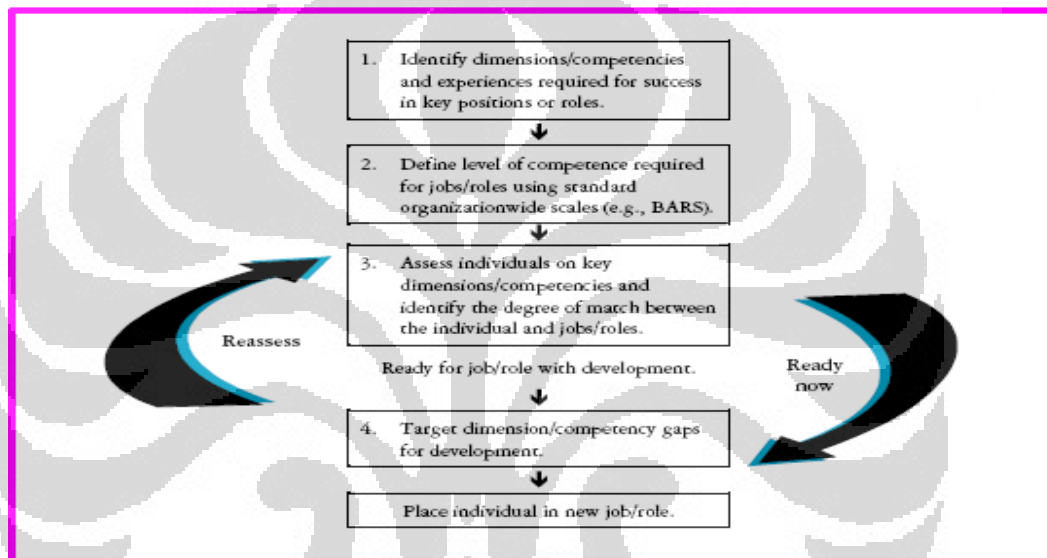 1. Identify dimensions/competencies
and experiences required for success
in key positions or roles.
2. Define level of competence required
for jobs/roles using standard
organizationwide scales (e.g., BARS).
3. Assess individuals on key
dimensions/competencies and
identify the degree of match between
the individual and jobs/roles.
Reassess
Ready for job/role with development.
Ready
now
4. Target dimension/competency gaps
for development.
Place individual in new job/role.